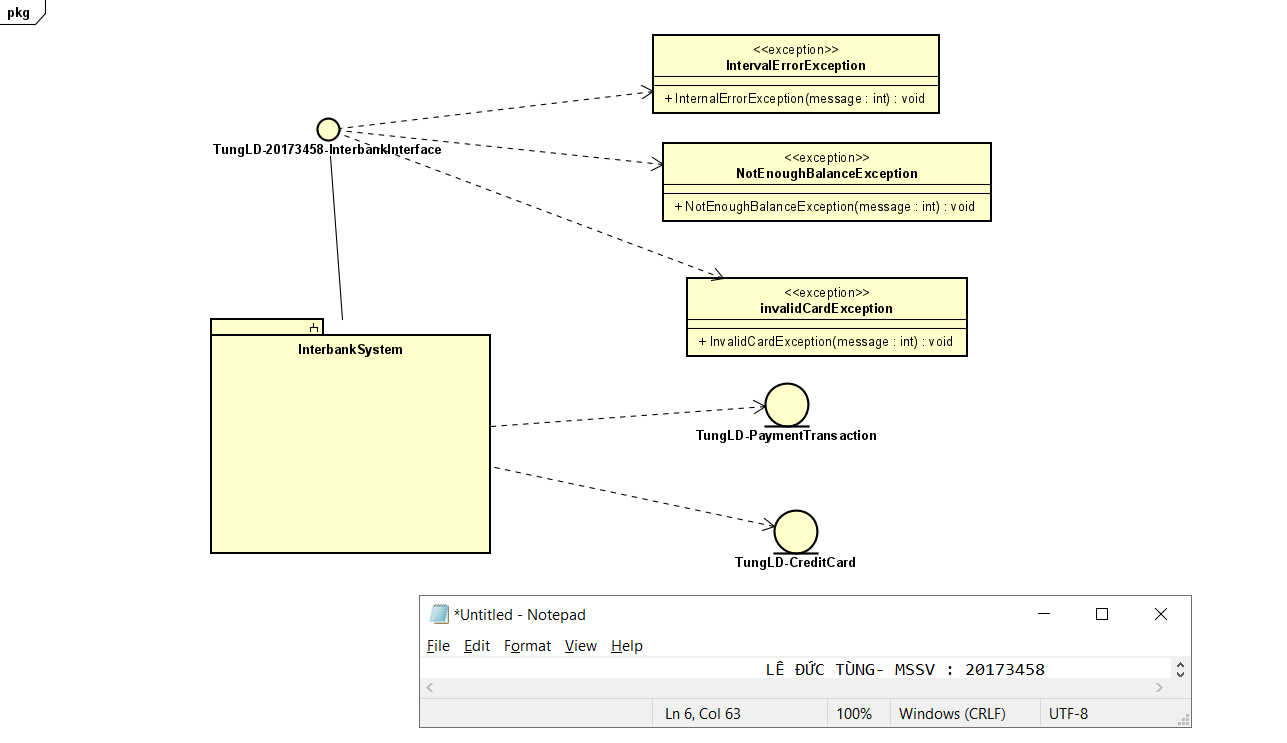 pkg
<<exception>>
IntervalErrorException
+ InternalErrorException(message : int) : void
TungLD-20173458-InterbankInterface
<<exception>>
NotEnoughBalanceException
+ NotEnoughBalanceException(message : int) : void
<<exception>>
invalidCardException
+ InvalidCardException(message : int) : void
InterbankSystem
TungLD-PaymentTransaction
TungLD-CreditCard
*Untitled - Notepad
File Edit Format View Help
LÊ ĐỨC TÙNG- MSSV : 20173458
Ln 6, Col 63 100% Windows (CRLF) UTF-8